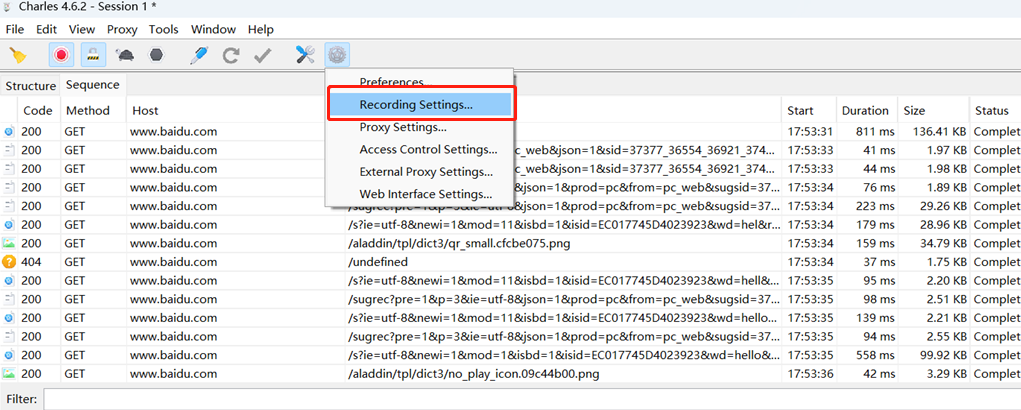 Charles 4.6.2 - Session 1 *
File Edit View Proxy Tools Window Help
Preferences...
Structure Sequence
Recording Settings...
Code Method Host Start Duration Size Status
Proxy Settings...
200 GET www.baidu.com 17:53:31 811 ms 136.41 KB Complet
Access Control Settings...
200 GET www.baidu.com pc_web&json=1&sid=37377_36554_36921_374... 17:53:33 41 ms 1.97 KB Complet
External Proxy Settings...
200 GET www.baidu.com c_web&json=1&sid=37377_36554_36921_374... 17:53:33 44 ms 1.98 KB Complet
Web Interface Settings...
200 GET www.baidu.com &json=1&prod=pc&from=pc_web&sugsid=37... 17:53:34 76 ms 1.89 KB Complet
200 GET www.baidu.com /sugrec?pre=1&p=3&ie=utf-8&json=1&prod=pc&from=pc_web&sugsid=37... 17:53:34 223 ms 29.26 KB Complet
200 GET www.baidu.com /s?ie=utf-8&newi=1&mod=11&isbd=1&isid=EC017745D4023923&wd=hel&r... 17:53:34 179 ms 28.96 KB Complet
200 GET www.baidu.com /aladdin/tpl/dict3/qr_small.cfcbe075.png 17:53:34 159 ms 34.79 KB Complet
404 GET www.baidu.com /undefined 17:53:34 37 ms 1.75 KB Complet
200 GET www.baidu.com /s?ie=utf-8&newi=1&mod=11&isbd=1&isid=EC017745D4023923&wd=hell&... 17:53:35 95 ms 2.20 KB Complet
200 GET www.baidu.com /sugrec?pre=1&p=3&ie=utf-8&json=1&prod=pc&from=pc_web&sugsid=37... 17:53:35 98 ms 2.51 KB Complet
200 GET www.baidu.com /s?ie=utf-8&newi=1&mod=11&isbd=1&isid=EC017745D4023923&wd=hello... 17:53:35 139 ms 2.21 KB Complet
200 GET www.baidu.com /sugrec?pre=1&p=3&ie=utf-8&json=1&prod=pc&from=pc_web&sugsid=37... 17:53:35 94 ms 2.55 KB Complet
200 GET www.baidu.com /s?ie=utf-8&newi=1&mod=1&isbd=1&isid=EC017745D4023923&wd=hello&... 17:53:35 558 ms 99.92 KB Complet
200 GET www.baidu.com /aladdin/tpl/dict3/no_play_icon.09c44b00.png 17:53:36 42 ms 3.29 KB Complet
Filter: